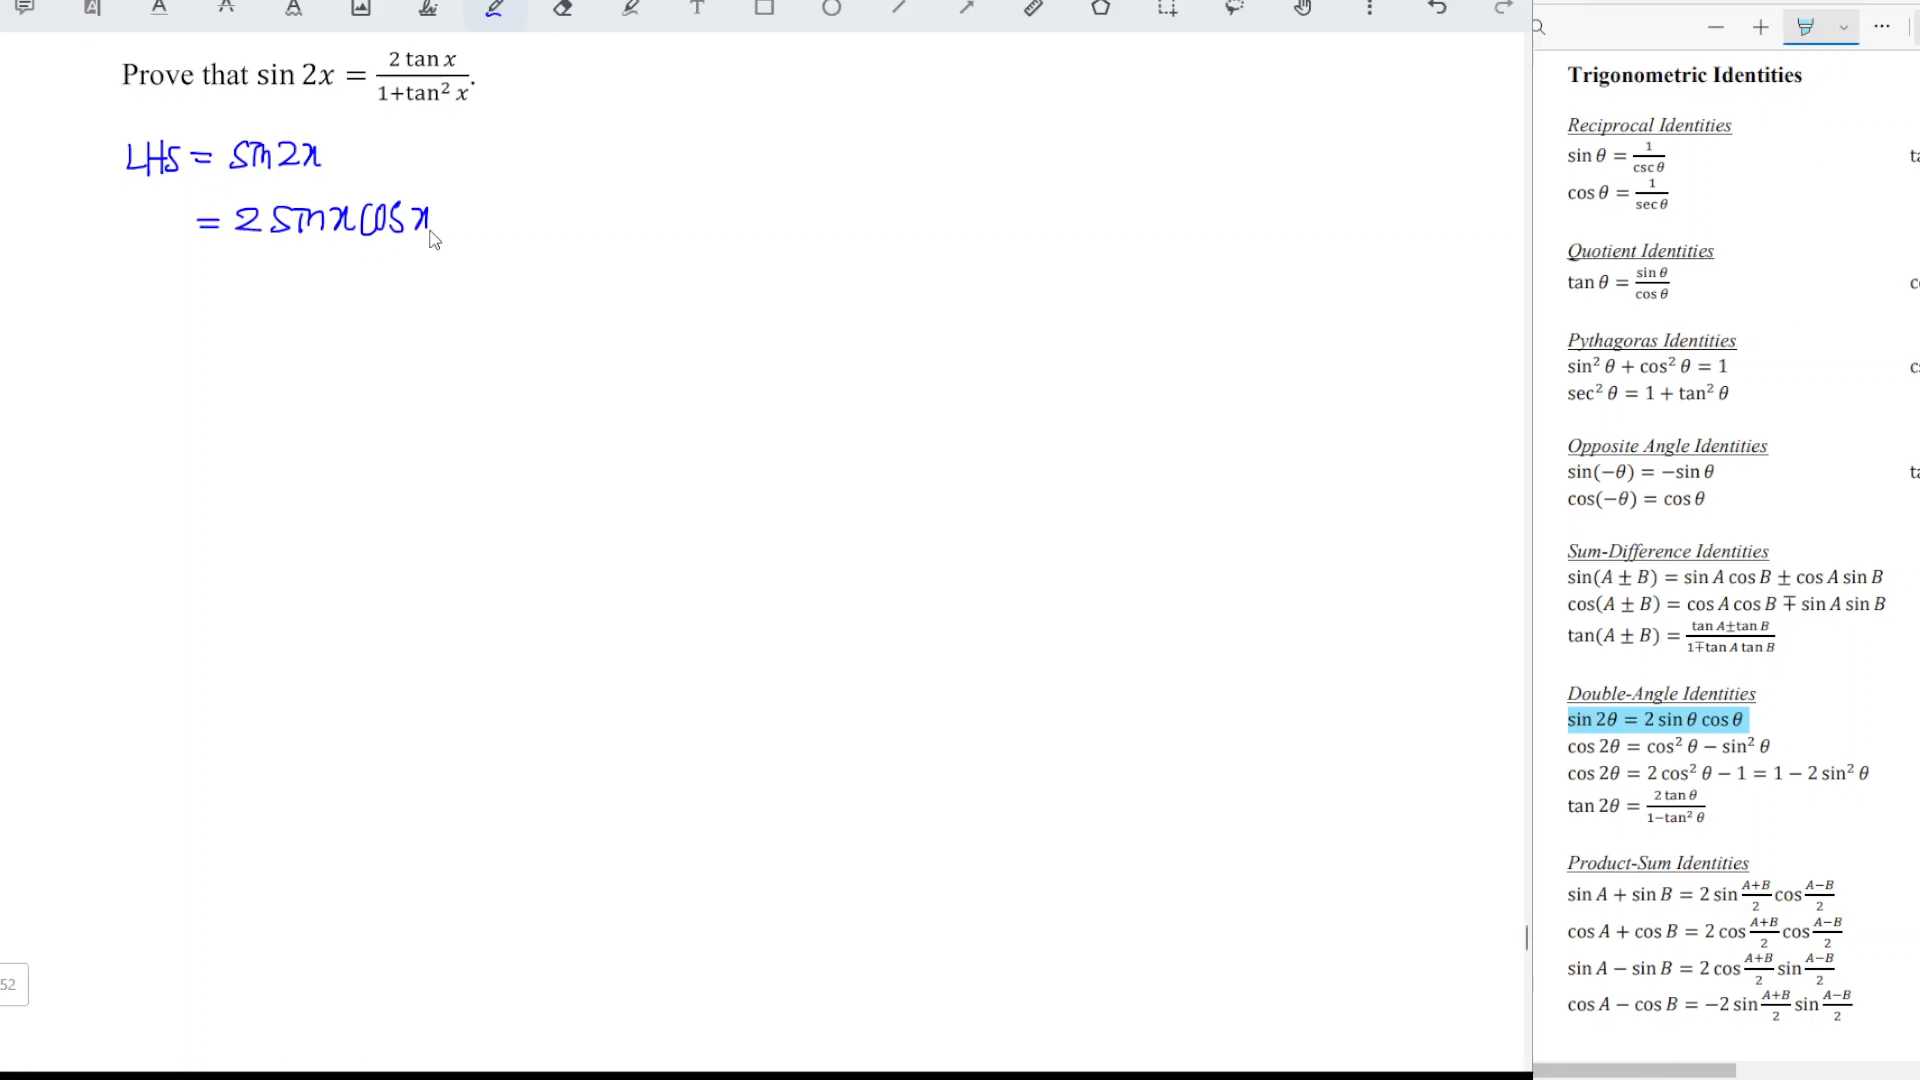 Prove that sin 2x = 2 tan x / 1+tan² x.
LHS = sin2x
= 2 sinx cosx
52
Trigonometric Identities
Reciprocal Identities
sin θ = 1 / csc θ
cos θ = 1 / sec θ
Quotient Identities
tan θ = sin θ / cos θ
Pythagoras Identities
sin² θ + cos² θ = 1
sec² θ = 1 + tan² θ
Opposite Angle Identities
sin(−θ) = −sin θ
cos(−θ) = cos θ
Sum-Difference Identities
sin(A ± B) = sin A cos B ± cos A sin B
cos(A ± B) = cos A cos B ∓ sin A sin B
tan(A ± B) = tan A±tan B / 1∓tan A tan B
Double-Angle Identities
sin 2θ = 2 sin θ cos θ
cos 2θ = cos² θ − sin² θ
cos 2θ = 2 cos² θ − 1 = 1 − 2 sin² θ
tan 2θ = 2 tan θ / 1−tan² θ
Product-Sum Identities
sin A + sin B = 2 sin A+B/2 cos A−B/2
cos A + cos B = 2 cos A+B/2 cos A−B/2
sin A − sin B = 2 cos A+B/2 sin A−B/2
cos A − cos B = −2 sin A+B/2 sin A−B/2